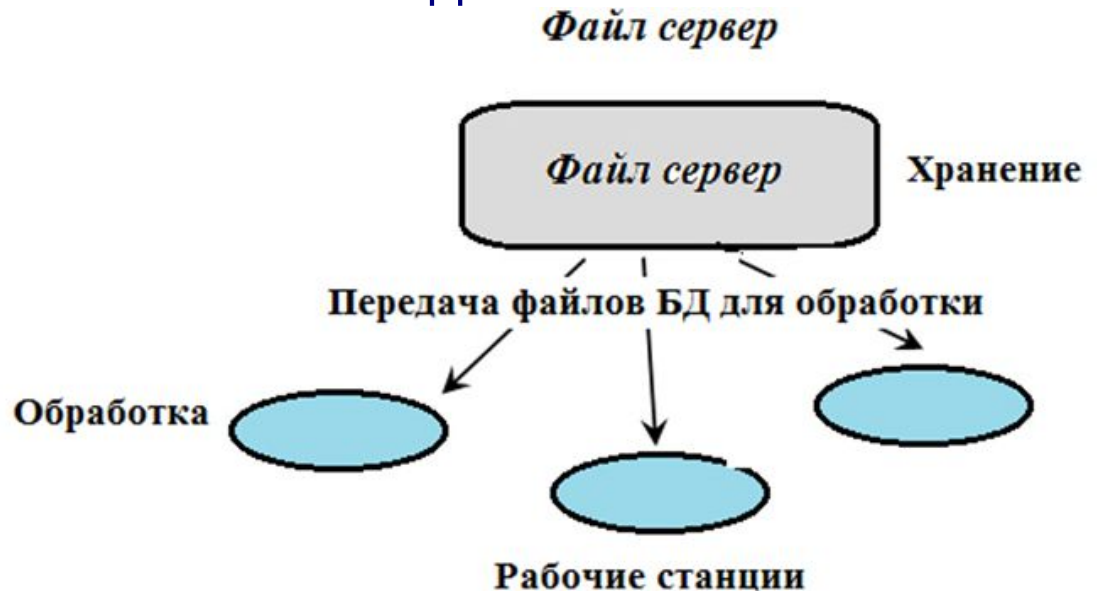 Файл сервер
Файл сервер
Хранение
Передача файлов БД для обработки
Обработка
Рабочие станции